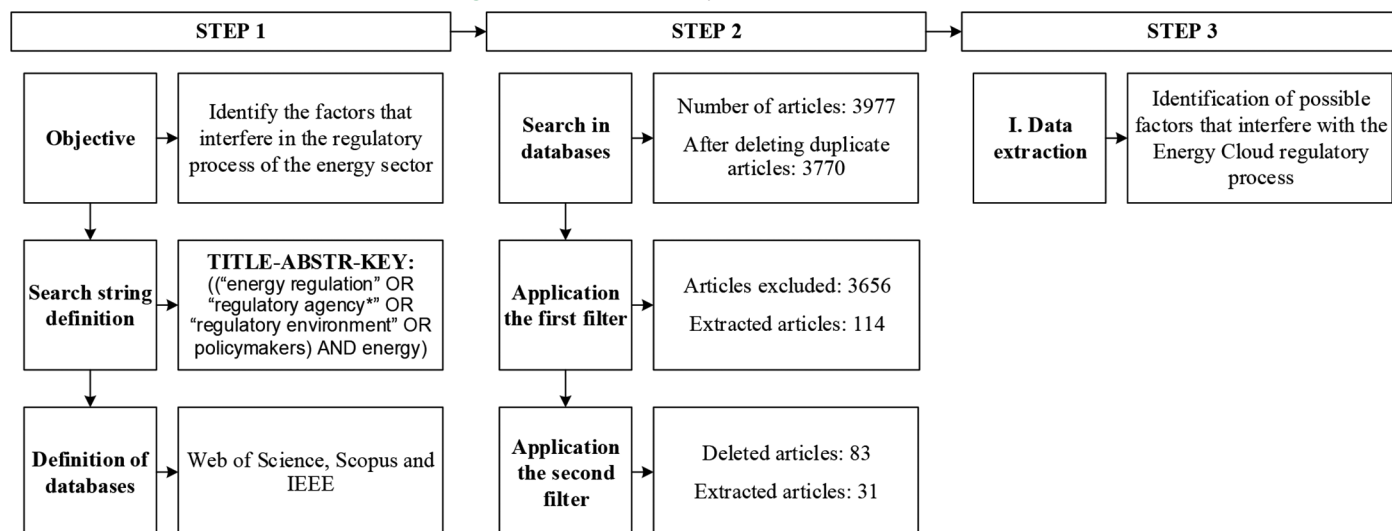 STEP 1
STEP 2
STEP 3
Objective
Identify the factors that
interfere in the regulatory
process of the energy sector
Search string
definition
TITLE-ABSTR-KEY:
((“energy regulation” OR
“regulatory agency*” OR
“regulatory environment” OR
policymakers) AND energy)
Definition of
databases
Web of Science, Scopus and
IEEE
Search in
databases
Number of articles: 3977
After deleting duplicate
articles: 3770
Application
the first filter
Articles excluded: 3656
Extracted articles: 114
Application
the second
filter
Deleted articles: 83
Extracted articles: 31
I. Data
extraction
Identification of possible
factors that interfere with the
Energy Cloud regulatory
process